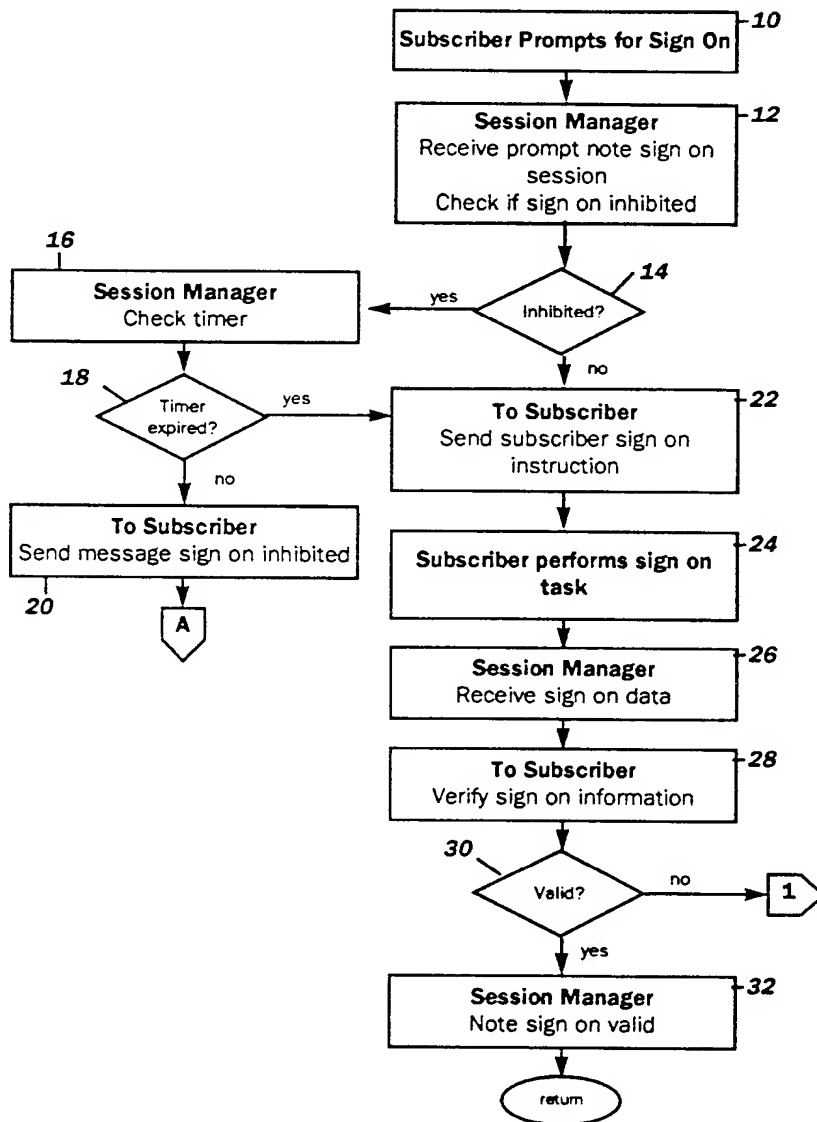 10
Subscriber Prompts for Sign On
12
Session Manager
Receive prompt note sign on
session
Check if sign on inhibited
14
Inhibited?
yes
no
16
Session Manager
Check timer
18
Timer
expired?
yes
no
20
To Subscriber
Send message sign on inhibited
A
22
To Subscriber
Send subscriber sign on
instruction
24
Subscriber performs sign on
task
26
Session Manager
Receive sign on data
28
To Subscriber
Verify sign on information
30
Valid?
no
1
yes
32
Session Manager
Note sign on valid
return